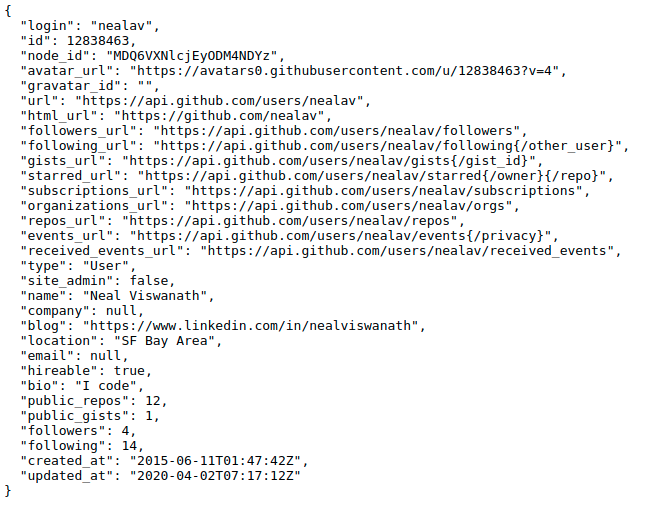 {
  "login": "nealav",
  "id": 12838463,
  "node_id": "MDQ6VXNlcjEyODM4NDYz",
  "avatar_url": "https://avatars0.githubusercontent.com/u/12838463?v=4",
  "gravatar_id": "",
  "url": "https://api.github.com/users/nealav",
  "html_url": "https://github.com/nealav",
  "followers_url": "https://api.github.com/users/nealav/followers",
  "following_url": "https://api.github.com/users/nealav/following{/other_user}",
  "gists_url": "https://api.github.com/users/nealav/gists{/gist_id}",
  "starred_url": "https://api.github.com/users/nealav/starred{/owner}{/repo}",
  "subscriptions_url": "https://api.github.com/users/nealav/subscriptions",
  "organizations_url": "https://api.github.com/users/nealav/orgs",
  "repos_url": "https://api.github.com/users/nealav/repos",
  "events_url": "https://api.github.com/users/nealav/events{/privacy}",
  "received_events_url": "https://api.github.com/users/nealav/received_events",
  "type": "User",
  "site_admin": false,
  "name": "Neal Viswanath",
  "company": null,
  "blog": "https://www.linkedin.com/in/nealviswanath",
  "location": "SF Bay Area",
  "email": null,
  "hireable": true,
  "bio": "I code",
  "public_repos": 12,
  "public_gists": 1,
  "followers": 4,
  "following": 14,
  "created_at": "2015-06-11T01:47:42Z",
  "updated_at": "2020-04-02T07:17:12Z"
}